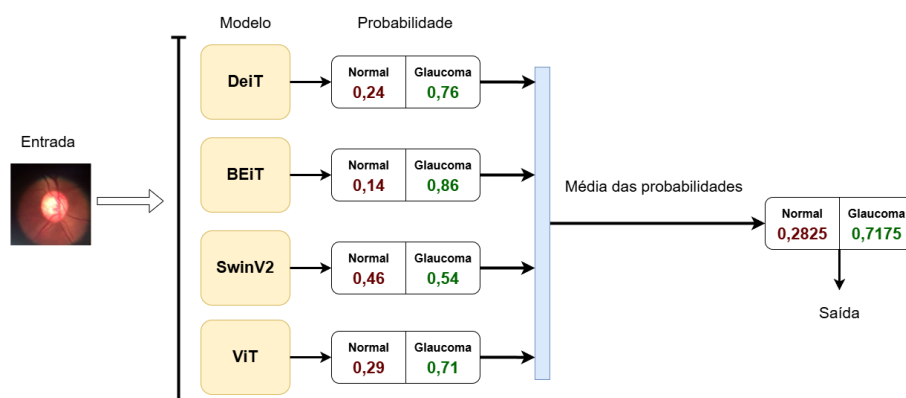 Modelo
Probabilidade
Entrada
DeiT
Normal
0,24
Glaucoma
0,76
BEiT
Normal
0,14
Glaucoma
0,86
SwinV2
Normal
0,46
Glaucoma
0,54
ViT
Normal
0,29
Glaucoma
0,71
Média das probabilidades
Normal
0,2825
Glaucoma
0,7175
Saída